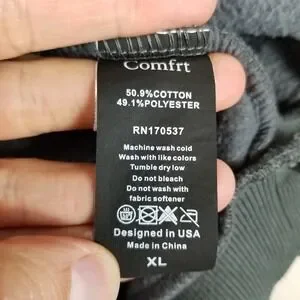 Comfrt
50.9%COTTON
49.1%POLYESTER
RN170537
Machine wash cold
Wash with like colors
Tumble dry low
Do not bleach
Do not wash with
fabric softener
Designed in USA
Made in China
XL